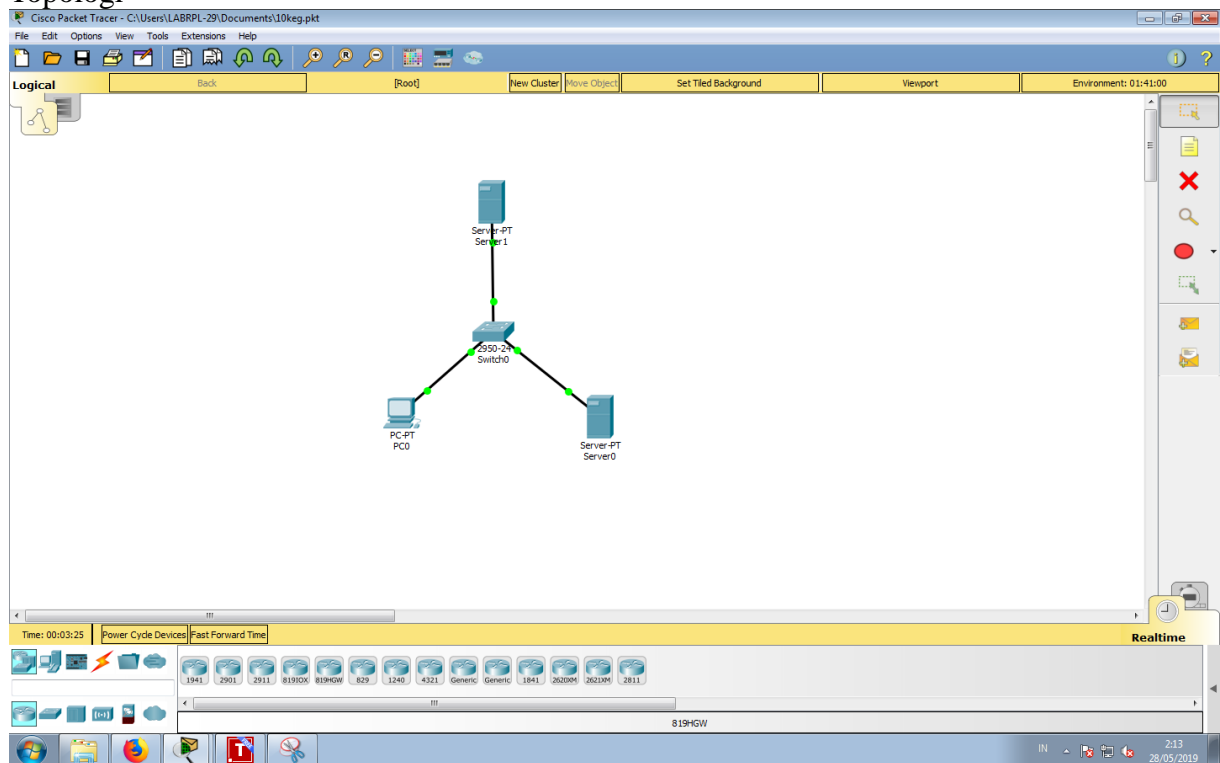 Topologi
Cisco Packet Tracer - C:\Users\LABRPL-29\Documents\10keg.pkt
File Edit Options View Tools Extensions Help
Logical Back [Root] New Cluster Move Object Set Tiled Background Viewport Environment: 01:41:00
Server-PT
Server1
2950-24
Switch0
PC-PT
PC0
Server-PT
Server0
Time: 00:03:25 Power Cycle Devices Fast Forward Time Realtime
1941 2901 2911 819IOX 819HGW 829 1240 4321 Generic Generic 1841 2620XM 2621XM 2811
819HGW
IN 2:13
28/05/2019